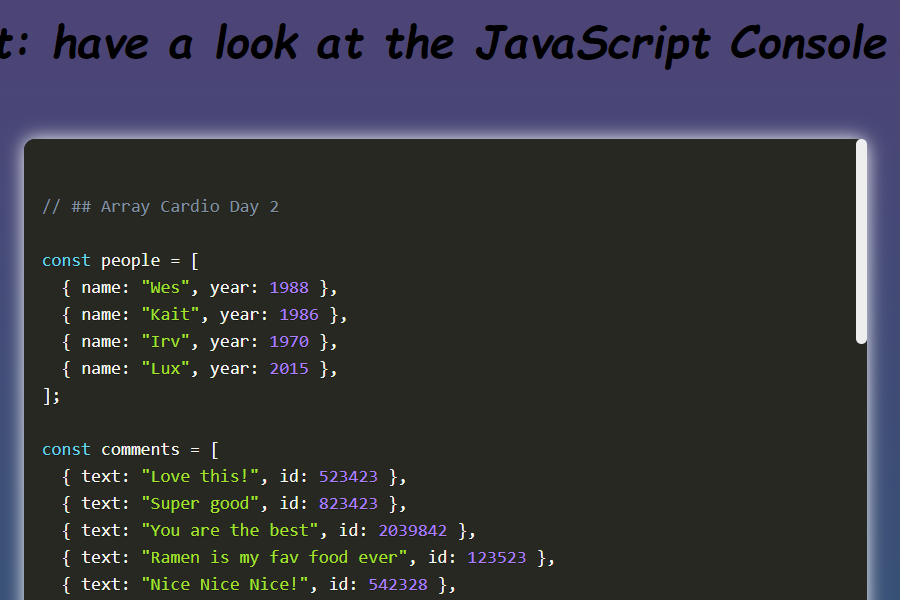 t: have a look at the JavaScript Console
// ## Array Cardio Day 2
const people = [
{ name: "Wes", year: 1988 },
{ name: "Kait", year: 1986 },
{ name: "Irv", year: 1970 },
{ name: "Lux", year: 2015 },
];
const comments = [
{ text: "Love this!", id: 523423 },
{ text: "Super good", id: 823423 },
{ text: "You are the best", id: 2039842 },
{ text: "Ramen is my fav food ever", id: 123523 },
{ text: "Nice Nice Nice!", id: 542328 },